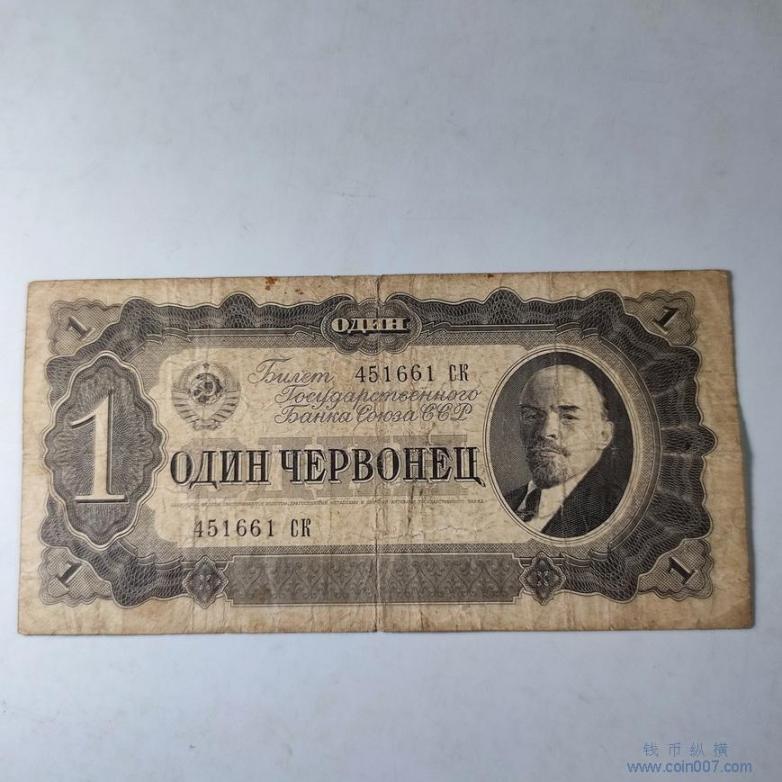 1
ОДИН
1
Билет 451661 СК
Государственного
Банка Союза ССР
1
ОДИН ЧЕРВОНЕЦ
451661 СК
1
1
钱币纵横
www.coin007.com